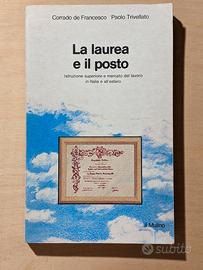 Corrado de Francesco Paolo Trivellato
La laurea
e il posto
Istruzione superiore e mercato del lavoro
in Italia e all'estero
Il Mulino
subito